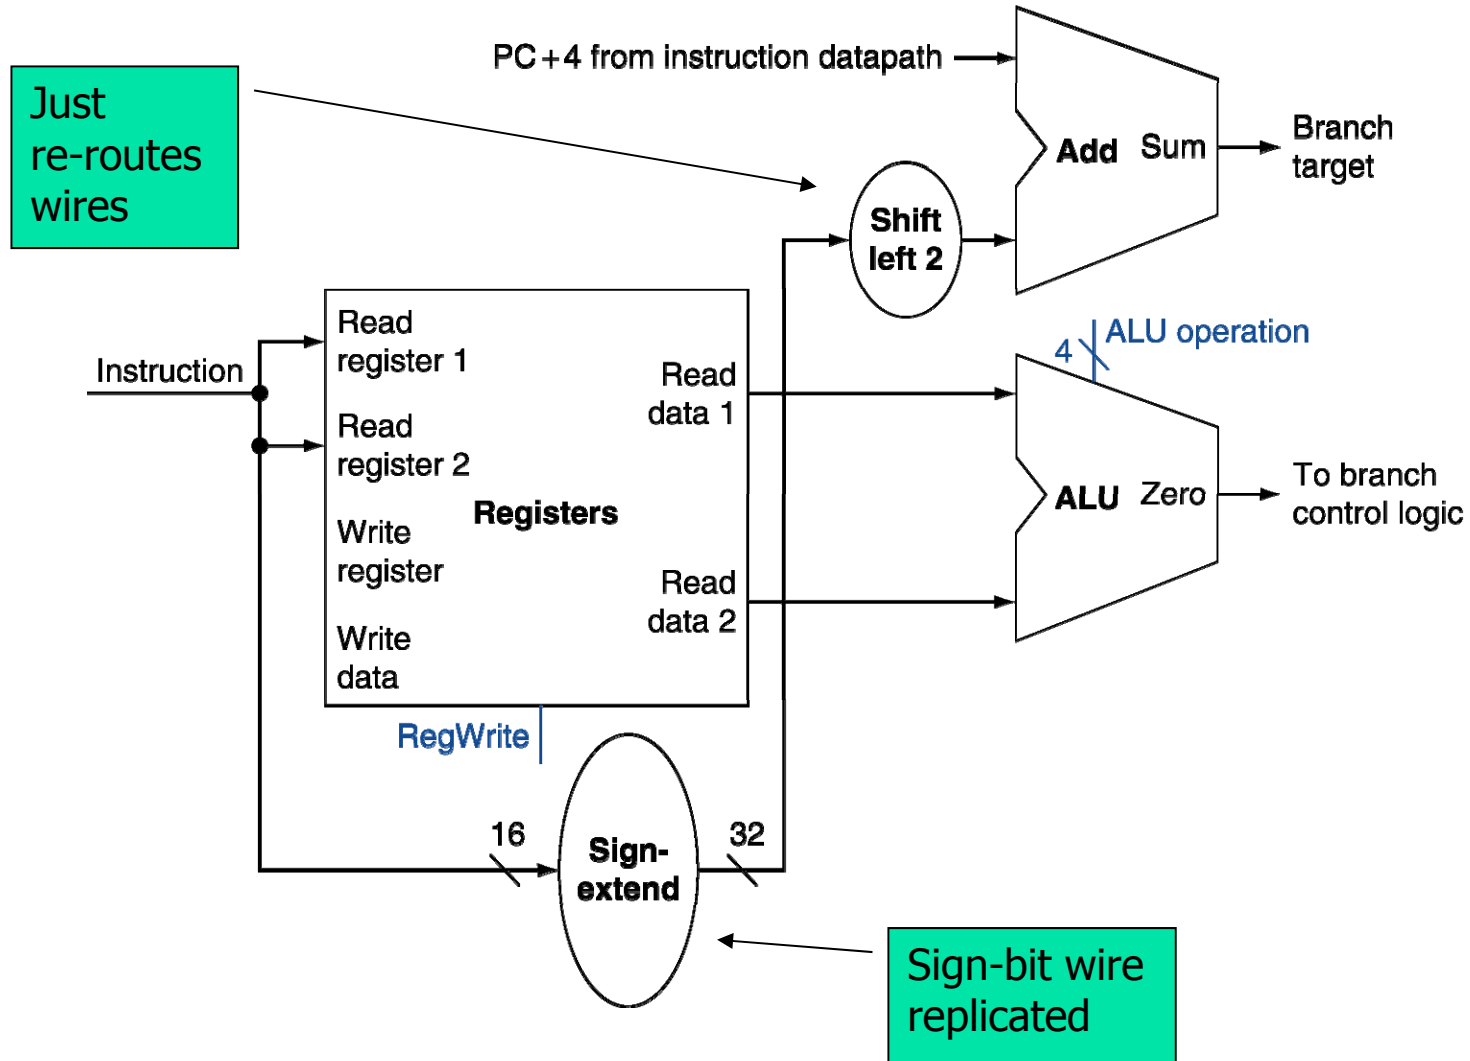 PC+4 from instruction datapath
Just
re-routes
wires
Add Sum
Branch
target
Shift
left 2
Instruction
Read
register 1
Read
data 1
Read
register 2
Registers
Write
register
Read
data 2
Write
data
RegWrite
4
ALU operation
ALU Zero
To branch
control logic
16
Sign-
extend
32
Sign-bit wire
replicated